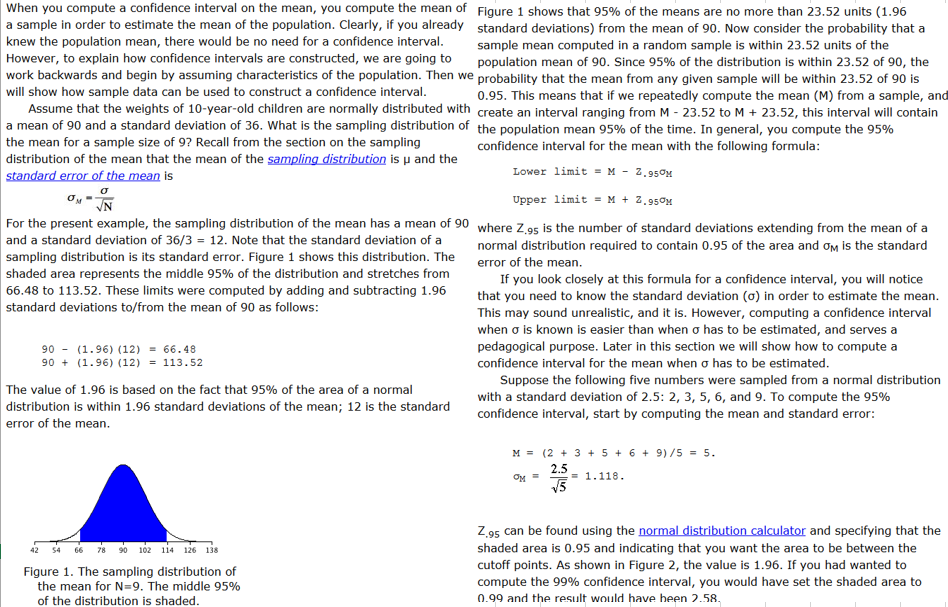 When you compute a confidence interval on the mean, you compute the mean of
a sample in order to estimate the mean of the population. Clearly, if you already
knew the population mean, there would be no need for a confidence interval.
However, to explain how confidence intervals are constructed, we are going to
work backwards and begin by assuming characteristics of the population. Then we
will show how sample data can be used to construct a confidence interval.
Assume that the weights of 10-year-old children are normally distributed with
a mean of 90 and a standard deviation of 36. What is the sampling distribution of
the mean for a sample size of 9? Recall from the section on the sampling
distribution of the mean that the mean of the sampling distribution is μ and the
standard error of the mean is
σM = σ/√N
For the present example, the sampling distribution of the mean has a mean of 90
and a standard deviation of 36/3 = 12. Note that the standard deviation of a
sampling distribution is its standard error. Figure 1 shows this distribution. The
shaded area represents the middle 95% of the distribution and stretches from
66.48 to 113.52. These limits were computed by adding and subtracting 1.96
standard deviations to/from the mean of 90 as follows:
90 - (1.96)(12) = 66.48
90 + (1.96)(12) = 113.52
The value of 1.96 is based on the fact that 95% of the area of a normal
distribution is within 1.96 standard deviations of the mean; 12 is the standard
error of the mean.
42 54 66 78 90 102 114 126 138
Figure 1. The sampling distribution of
the mean for N=9. The middle 95%
of the distribution is shaded.
Figure 1 shows that 95% of the means are no more than 23.52 units (1.96
standard deviations) from the mean of 90. Now consider the probability that a
sample mean computed in a random sample is within 23.52 units of the
population mean of 90. Since 95% of the distribution is within 23.52 of 90, the
probability that the mean from any given sample will be within 23.52 of 90 is
0.95. This means that if we repeatedly compute the mean (M) from a sample, and
create an interval ranging from M - 23.52 to M + 23.52, this interval will contain
the population mean 95% of the time. In general, you compute the 95%
confidence interval for the mean with the following formula:
Lower limit = M - Z.95σM
Upper limit = M + Z.95σM
where Z.95 is the number of standard deviations extending from the mean of a
normal distribution required to contain 0.95 of the area and σM is the standard
error of the mean.
If you look closely at this formula for a confidence interval, you will notice
that you need to know the standard deviation (σ) in order to estimate the mean.
This may sound unrealistic, and it is. However, computing a confidence interval
when σ is known is easier than when σ has to be estimated, and serves a
pedagogical purpose. Later in this section we will show how to compute a
confidence interval for the mean when σ has to be estimated.
Suppose the following five numbers were sampled from a normal distribution
with a standard deviation of 2.5: 2, 3, 5, 6, and 9. To compute the 95%
confidence interval, start by computing the mean and standard error:
M = (2 + 3 + 5 + 6 + 9)/5 = 5.
σM = 2.5/√5 = 1.118.
Z.95 can be found using the normal distribution calculator and specifying that the
shaded area is 0.95 and indicating that you want the area to be between the
cutoff points. As shown in Figure 2, the value is 1.96. If you had wanted to
compute the 99% confidence interval, you would have set the shaded area to
0.99 and the result would have been 2.58.